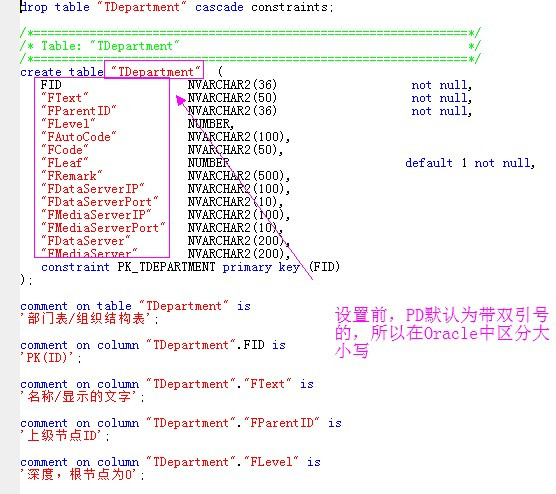 drop table "TDepartment" cascade constraints;
/*==============================================================*/
/* Table: "TDepartment" */
/*==============================================================*/
create table "TDepartment" (
FID NVARCHAR2(36) not null,
"FText" NVARCHAR2(50) not null,
"FParentID" NVARCHAR2(36) not null,
"FLevel" NUMBER,
"FAutoCode" NVARCHAR2(100),
"FCode" NVARCHAR2(50),
"FLeaf" NUMBER default 1 not null,
"FRemark" NVARCHAR2(500),
"FDataServerIP" NVARCHAR2(100),
"FDataServerPort" NVARCHAR2(10),
"FMediaServerIP" NVARCHAR2(100),
"FMediaServerPort" NVARCHAR2(10),
"FDataServer" NVARCHAR2(200),
"FMediaServer" NVARCHAR2(200),
constraint PK_TDEPARTMENT primary key (FID)
);
comment on table "TDepartment" is
'部门表/组织结构表';
comment on column "TDepartment".FID is
'PK(ID)';
comment on column "TDepartment"."FText" is
'名称/显示的文字';
comment on column "TDepartment"."FParentID" is
'上级节点ID';
comment on column "TDepartment"."FLevel" is
'深度，根节点为0';
设置前，PD默认为带双引号
的，所以在Oracle中区分大
小写